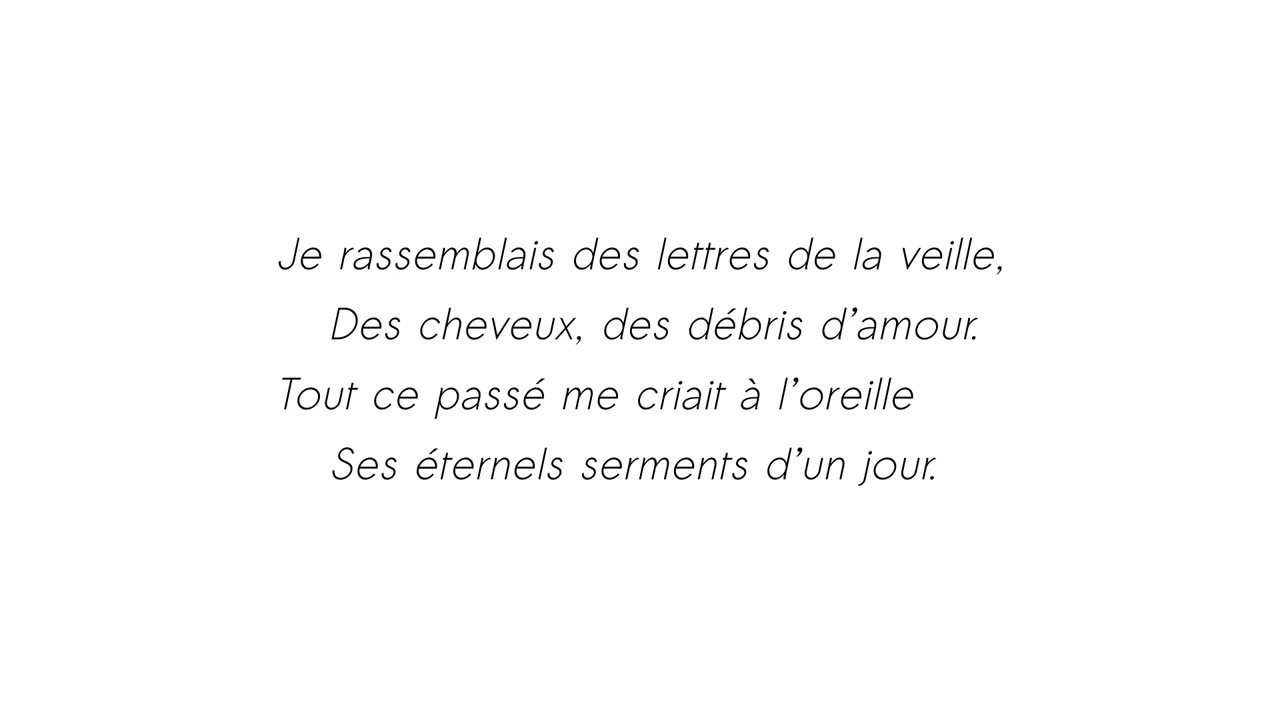 Je rassemblais des lettres de la veille,
Des cheveux, des débris d’amour.
Tout ce passé me criait à l’oreille
Ses éternels serments d’un jour.